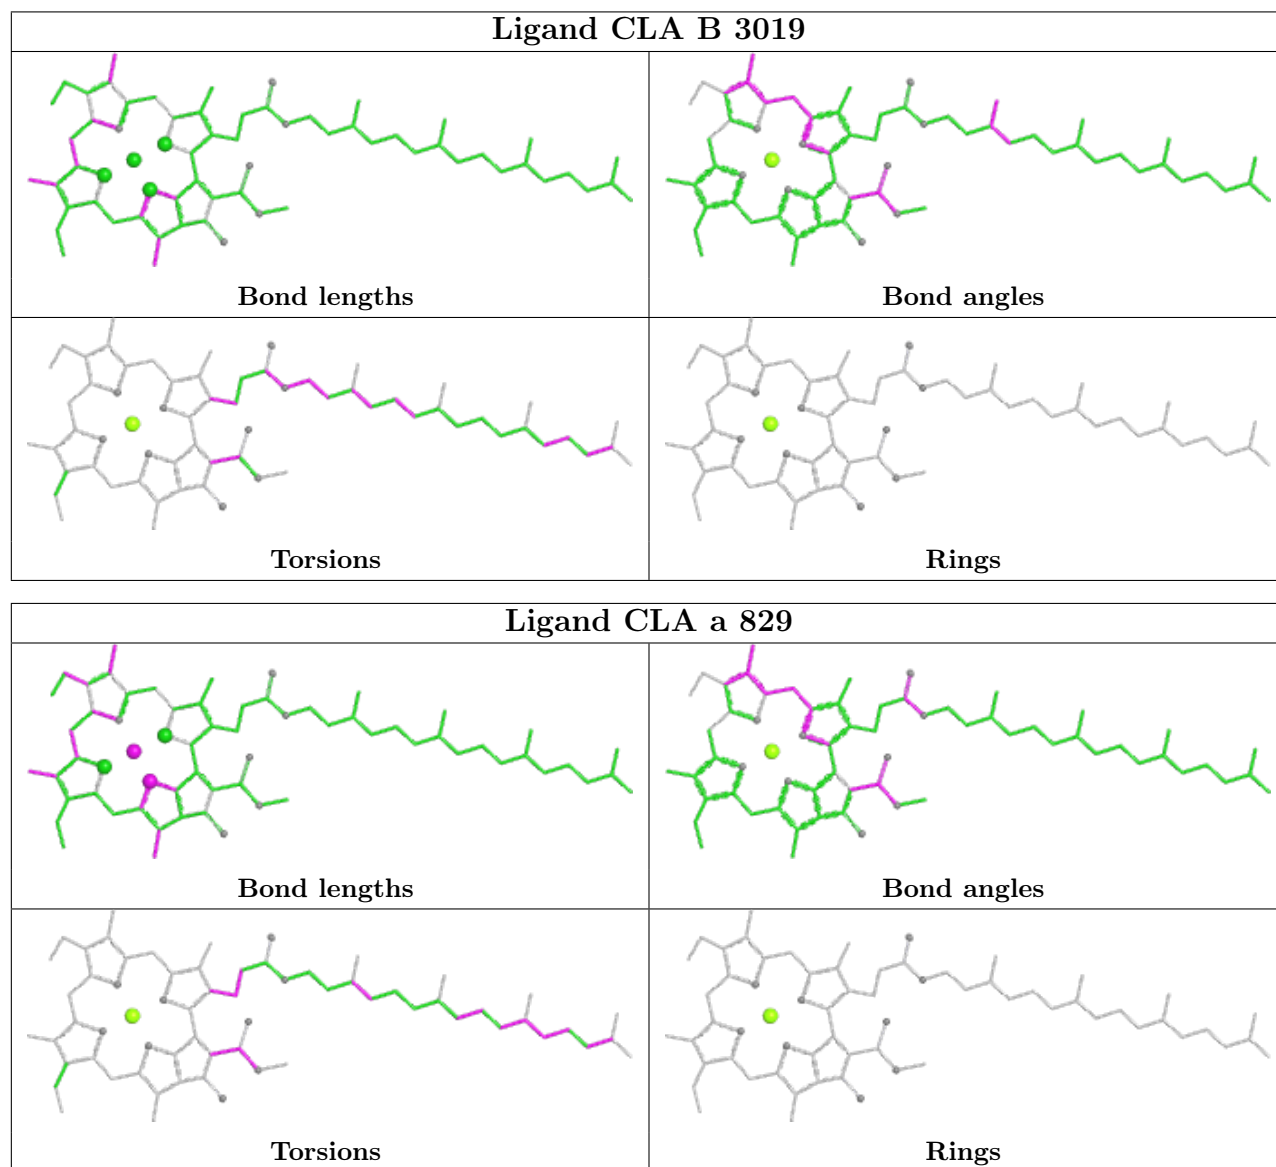 Ligand CLA B 3019
Bond lengths
Bond angles
Torsions
Rings
Ligand CLA a 829
Bond lengths
Bond angles
Torsions
Rings